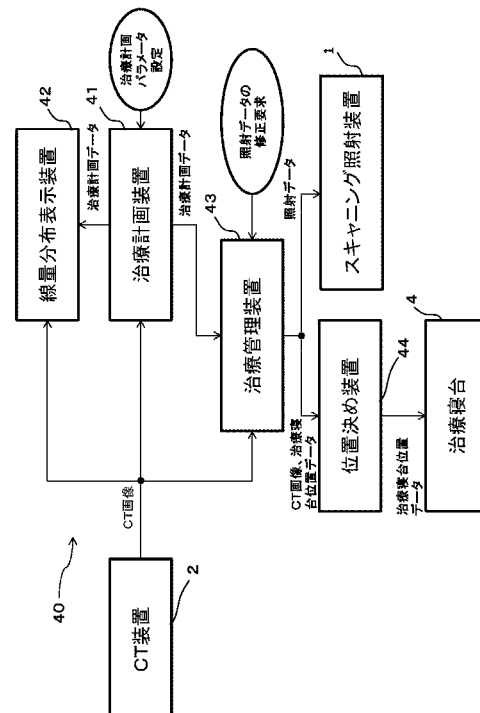 40
CT装置
2
CT画像
線量分布表示装置
42
治療計画データ
治療計画装置
41
治療計画
パラメータ
設定
治療計画データ
治療管理装置
43
照射データの
修正要求
照射データ
スキャニング照射装置
1
CT画像、治療寝
台位置データ
位置決め装置
44
治療寝台位置
データ
治療寝台
4